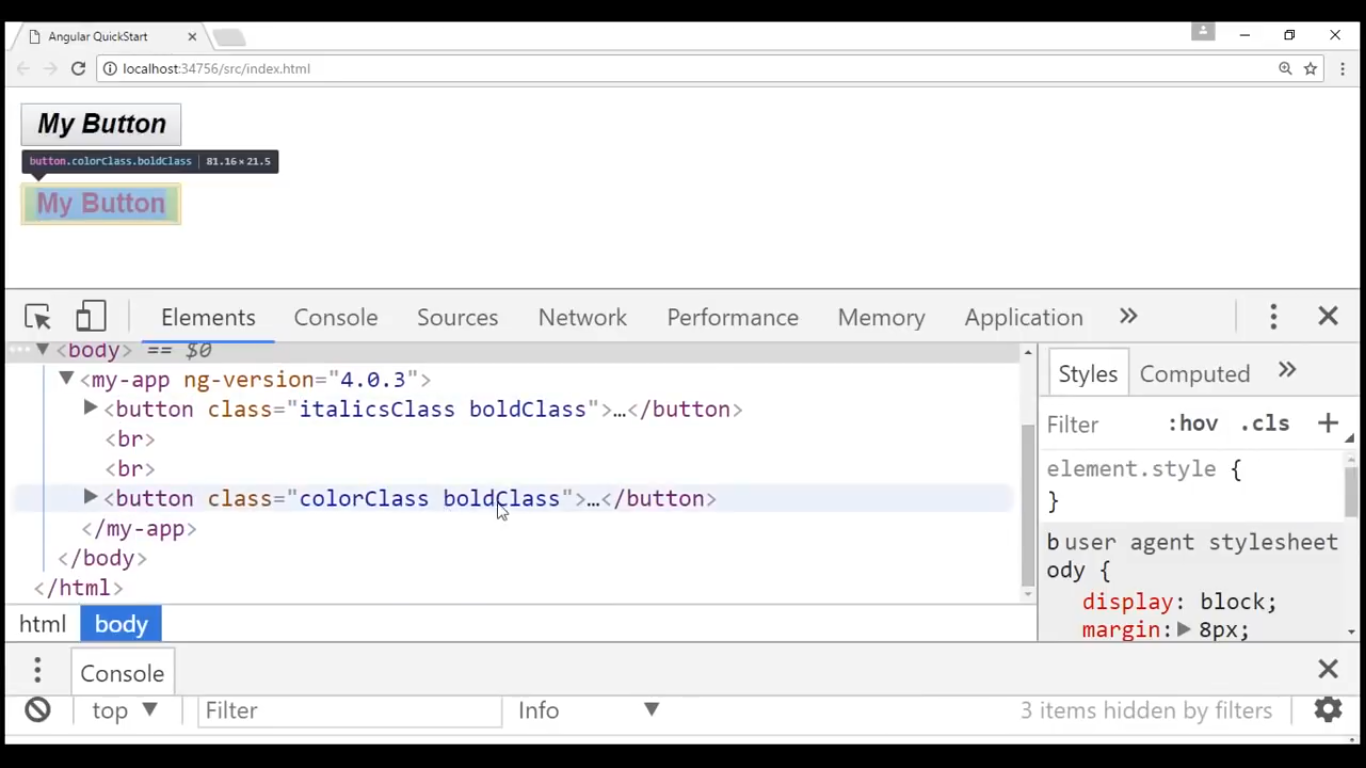 Angular QuickStart
localhost:34756/src/index.html
My Button
button.colorClass.boldClass 81.16 × 21.5
My Button
Elements Console Sources Network Performance Memory Application
<body> == $0
<my-app ng-version="4.0.3">
<button class="italicsClass boldClass">…</button>
<br>
<br>
<button class="colorClass boldClass">…</button>
</my-app>
</body>
</html>
html body
Styles Computed
Filter :hov .cls +
element.style {
}
b user agent stylesheet
ody {
display: block;
margin: 8px;
Console
top Filter Info 3 items hidden by filters